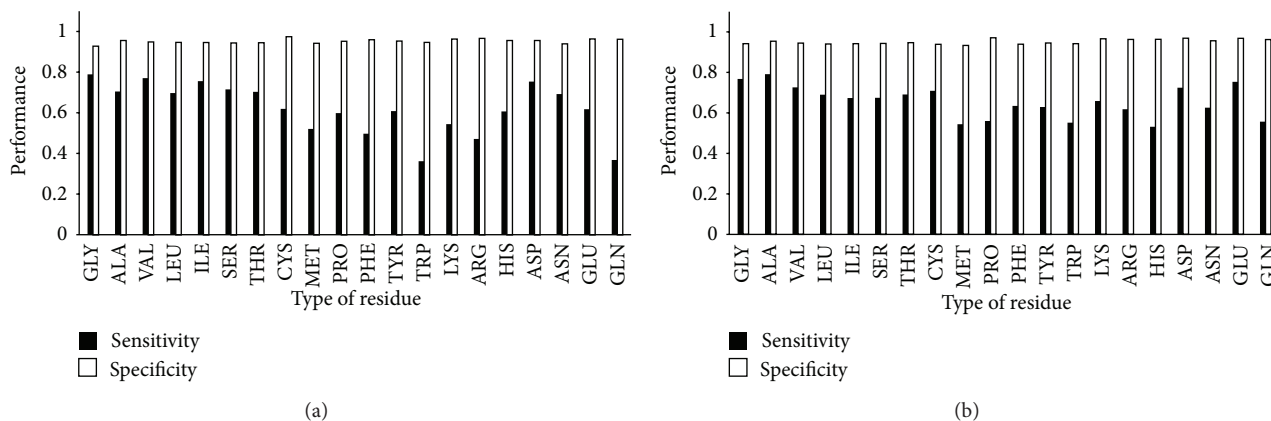 1
0.8
0.6
0.4
0.2
0
Performance
GLY
ALA
VAL
LEU
ILE
SER
THR
CYS
MET
PRO
PHE
TYR
TRP
LYS
ARG
HIS
ASP
ASN
GLU
GLN
Type of residue
Sensitivity
Specificity
(a)
1
0.8
0.6
0.4
0.2
0
Performance
GLY
ALA
VAL
LEU
ILE
SER
THR
CYS
MET
PRO
PHE
TYR
TRP
LYS
ARG
HIS
ASP
ASN
GLU
GLN
Type of residue
Sensitivity
Specificity
(b)